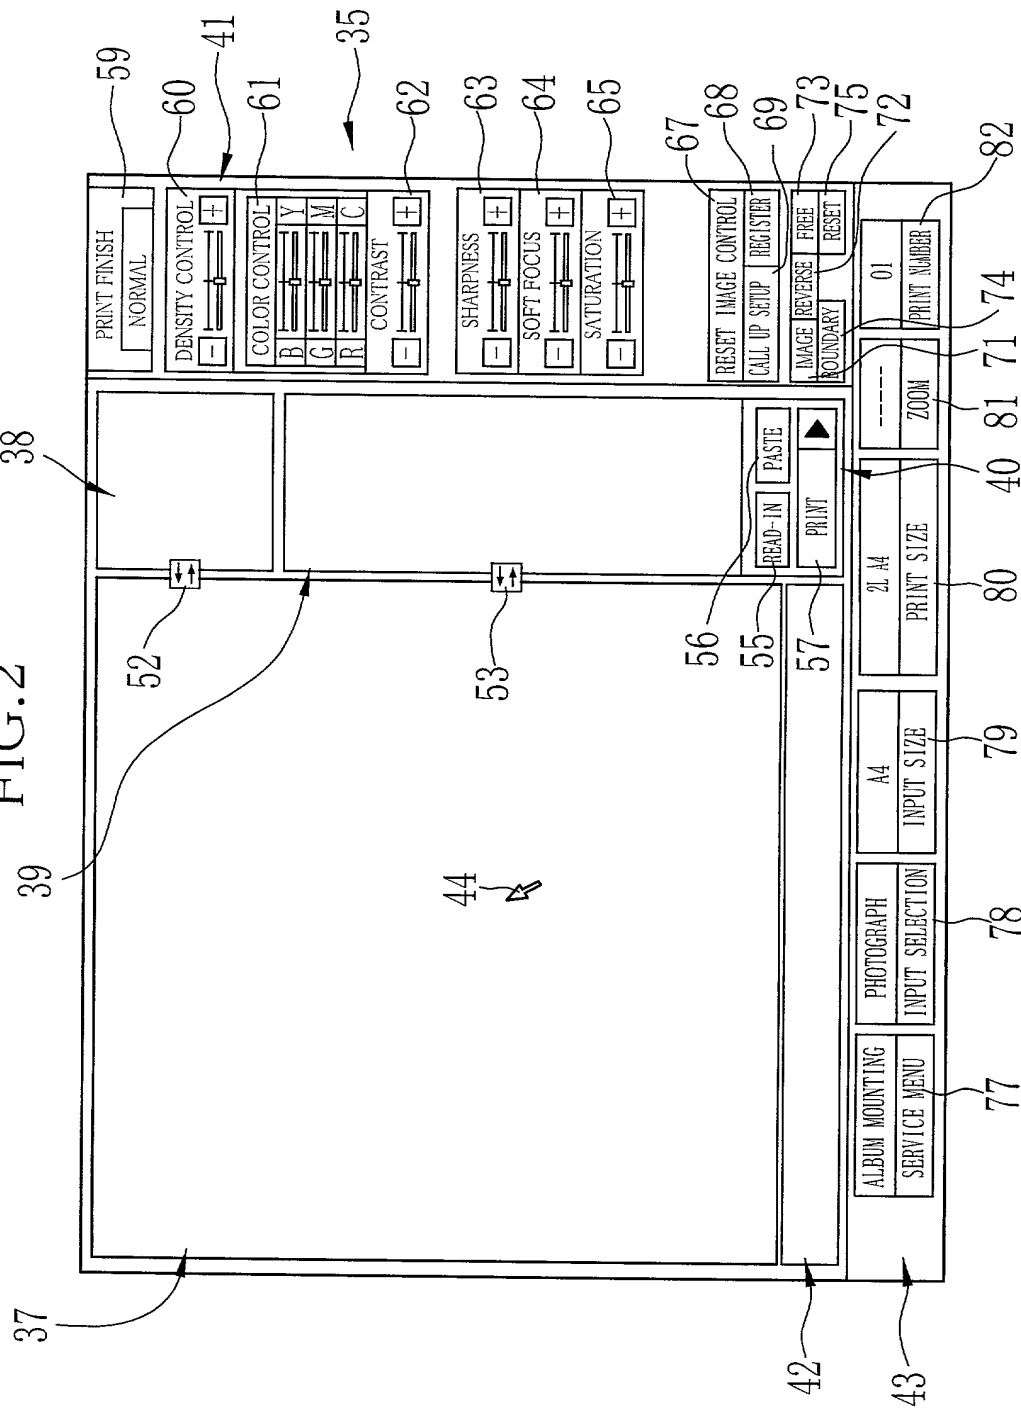 FIG.2
37
39
38
52
53
44
56
55
57
59
60
41
61
35
62
63
64
65
67
68
69
73
75
72
PRINT FINISH
NORMAL
DENSITY CONTROL
- +
COLOR CONTROL
B Y
G M
R C
CONTRAST
- +
SHARPNESS
- +
SOFT FOCUS
- +
SATURATION
- +
RESET IMAGE CONTROL
CALL UP SETUP REGISTER
IMAGE REVERSE FREE
BOUNDARY RESET
READ-IN PASTE
PRINT
ALBUM MOUNTING
SERVICE MENU
PHOTOGRAPH
INPUT SELECTION
A4
INPUT SIZE
2L A4
PRINT SIZE
------
ZOOM
01
PRINT NUMBER
42
43
77
78
79
80
40
81
71
74
82